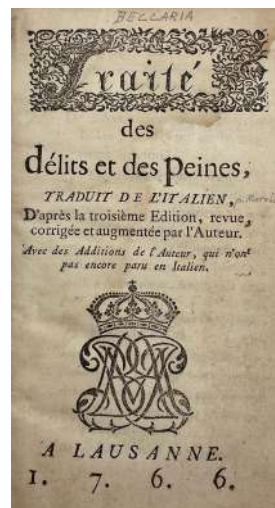 BECCARIA
Traité
des
délits et des Peines,
TRADUIT DE L'ITALIEN,
D'après la troisième Edition, revue,
corrigée et augmentée par l'Auteur.
Avec des Additions de l'Auteur, qui n'ont
pas encore paru en Italien.
A LAUSANNE.
1. 7. 6. 6.